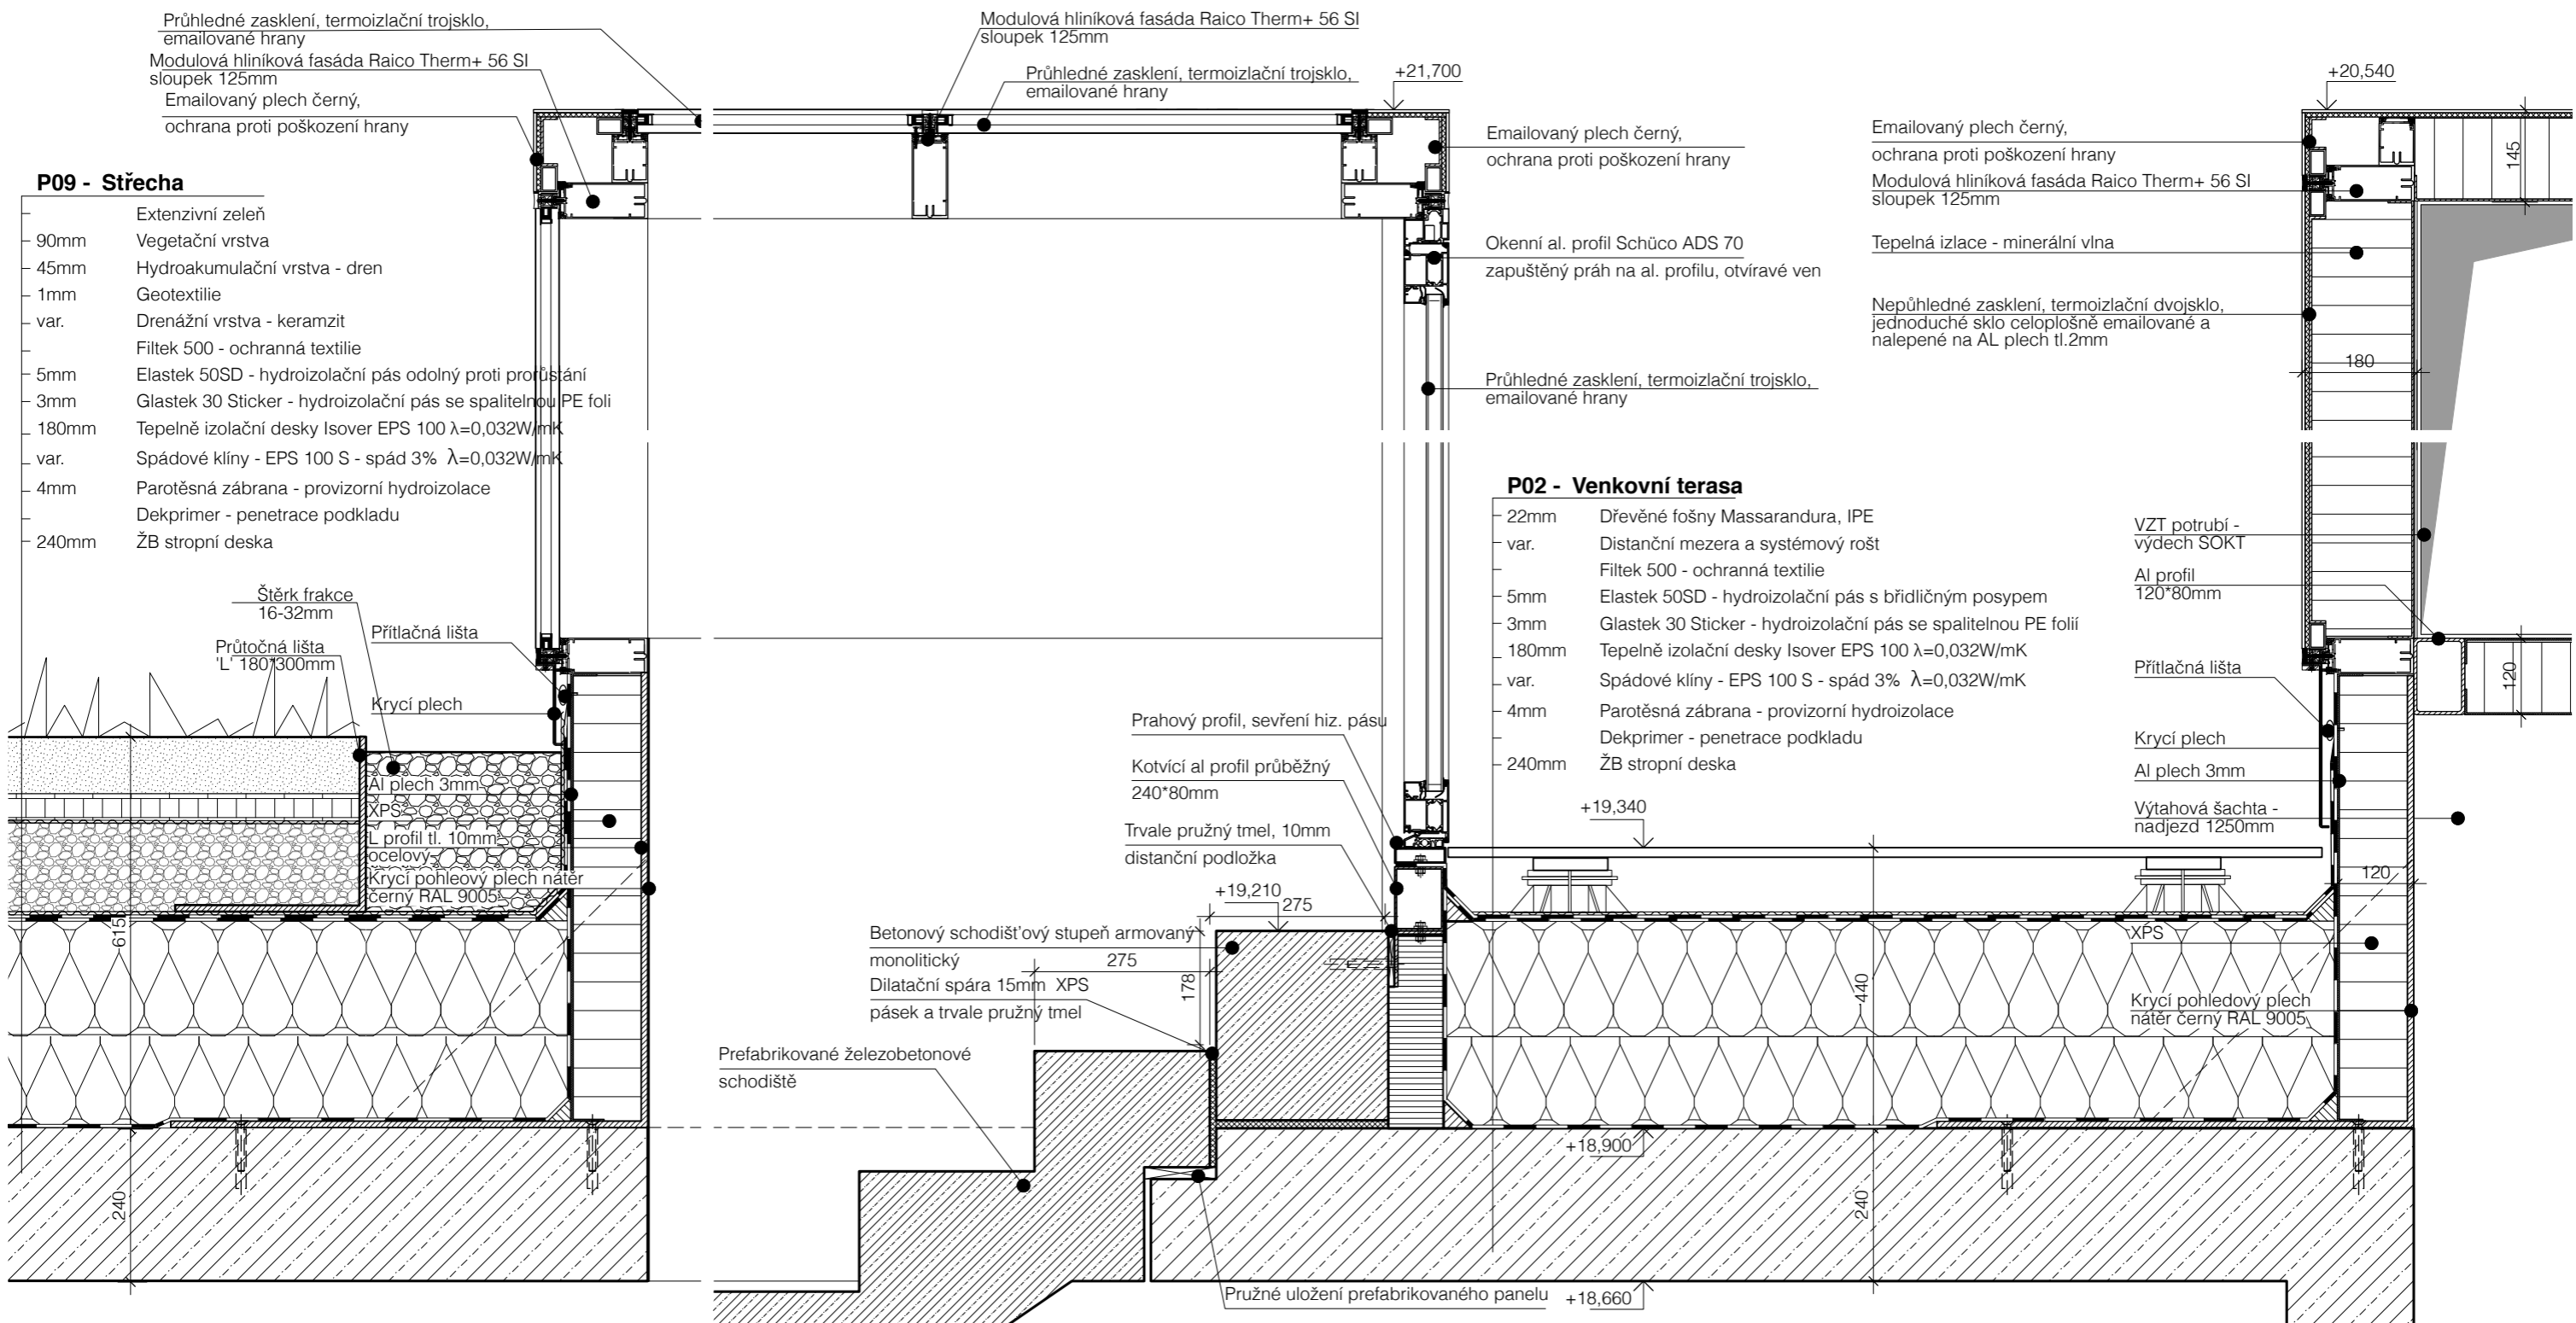 Průhledné zasklení, termoizlační trojsklo,
emailované hrany
Modulová hliníková fasáda Raico Therm+ 56 SI
sloupek 125mm
Emailovaný plech černý,
ochrana proti poškození hrany
Modulová hliníková fasáda Raico Therm+ 56 SI
sloupek 125mm
Průhledné zasklení, termoizlační trojsklo,
emailované hrany
+21,700
Emailovaný plech černý,
ochrana proti poškození hrany
Okenní al. profil Schüco ADS 70
zapuštěný práh na al. profilu, otvíravé ven
Průhledné zasklení, termoizlační trojsklo,
emailované hrany
+20,540
Emailovaný plech černý,
ochrana proti poškození hrany
Modulová hliníková fasáda Raico Therm+ 56 SI
sloupek 125mm
Tepelná izlace - minerální vlna
Nepůhledné zasklení, termoizlační dvojsklo,
jednoduché sklo celoplošně emailované a
nalepené na AL plech tl.2mm
145
180
P09 - Střecha
Extenzivní zeleň
90mm Vegetační vrstva
45mm Hydroakumulační vrstva - dren
1mm Geotextilie
var. Drenážní vrstva - keramzit
Filtek 500 - ochranná textilie
5mm Elastek 50SD - hydroizolační pás odolný proti prorůstání
3mm Glastek 30 Sticker - hydroizolační pás se spalitelnou PE foli
180mm Tepelně izolační desky Isover EPS 100 λ=0,032W/mK
var. Spádové klíny - EPS 100 S - spád 3% λ=0,032W/mK
4mm Parotěsná zábrana - provizorní hydroizolace
Dekprimer - penetrace podkladu
240mm ŽB stropní deska
Štěrk frakce
16-32mm
Průtočná lišta
'L' 180*300mm
Přítlačná lišta
Krycí plech
Al plech 3mm
XPS
L profil tl. 10mm
ocelový
Krycí pohleový plech nátěr
černý RAL 9005
615
240
P02 - Venkovní terasa
22mm Dřevěné fošny Massarandura, IPE
var. Distanční mezera a systémový rošt
Filtek 500 - ochranná textilie
5mm Elastek 50SD - hydroizolační pás s břidličným posypem
3mm Glastek 30 Sticker - hydroizolační pás se spalitelnou PE folií
180mm Tepelně izolační desky Isover EPS 100 λ=0,032W/mK
var. Spádové klíny - EPS 100 S - spád 3% λ=0,032W/mK
4mm Parotěsná zábrana - provizorní hydroizolace
Dekprimer - penetrace podkladu
240mm ŽB stropní deska
Prahový profil, sevření hiz. pásu
Kotvící al profil průběžný
240*80mm
Trvale pružný tmel, 10mm
distanční podložka
+19,210
275
Betonový schodišt'ový stupeň armovaný
monolitický
275
178
Dilatační spára 15mm XPS
pásek a trvale pružný tmel
Prefabrikované železobetonové
schodiště
Pružné uložení prefabrikovaného panelu
+19,340
+18,900
+18,660
440
240
VZT potrubí -
výdech SOKT
Al profil
120*80mm
120
Přítlačná lišta
Krycí plech
Al plech 3mm
Výtahová šachta -
nadjezd 1250mm
120
XPS
Krycí pohledový plech
nátěr černý RAL 9005